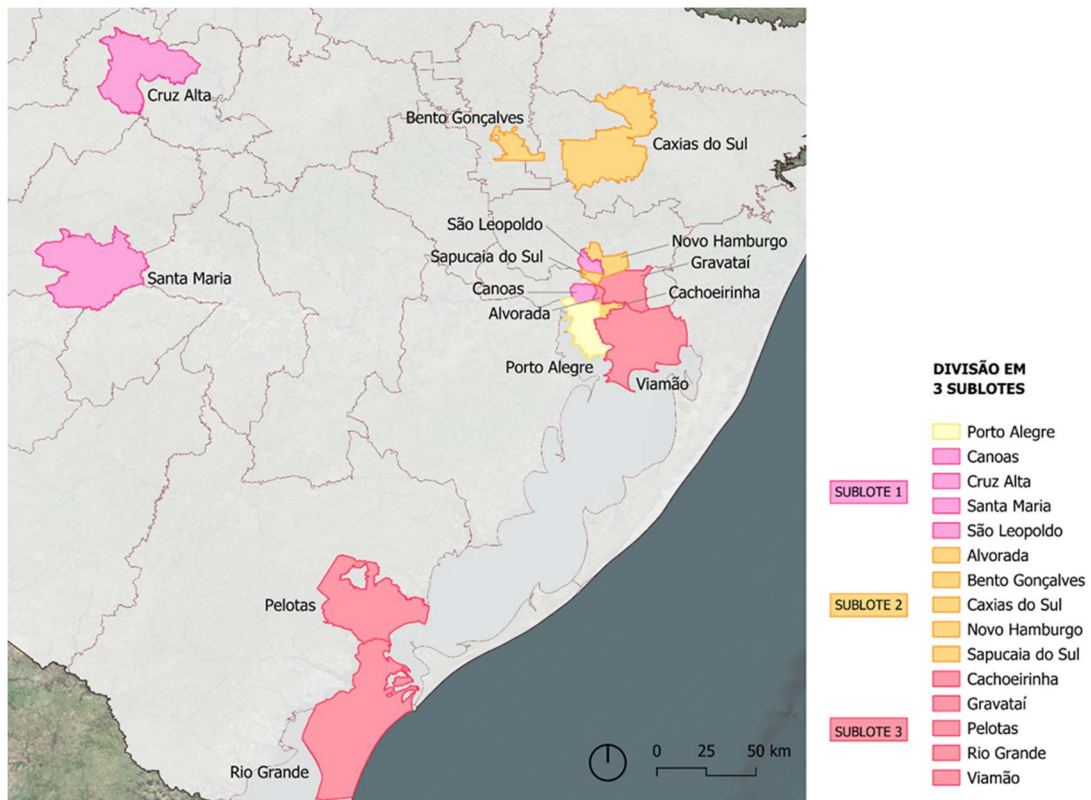 Cruz Alta
Bento Gonçalves
Caxias do Sul
São Leopoldo
Novo Hamburgo
Sapucaia do Sul
Gravataí
Santa Maria
Canoas
Cachoeirinha
Alvorada
Porto Alegre
Viamão
Pelotas
Rio Grande
0 25 50 km
DIVISÃO EM
3 SUBLOTES
Porto Alegre
Canoas
Cruz Alta
SUBLOTE 1
Santa Maria
São Leopoldo
Alvorada
Bento Gonçalves
SUBLOTE 2
Caxias do Sul
Novo Hamburgo
Sapucaia do Sul
Cachoeirinha
Gravataí
SUBLOTE 3
Pelotas
Rio Grande
Viamão